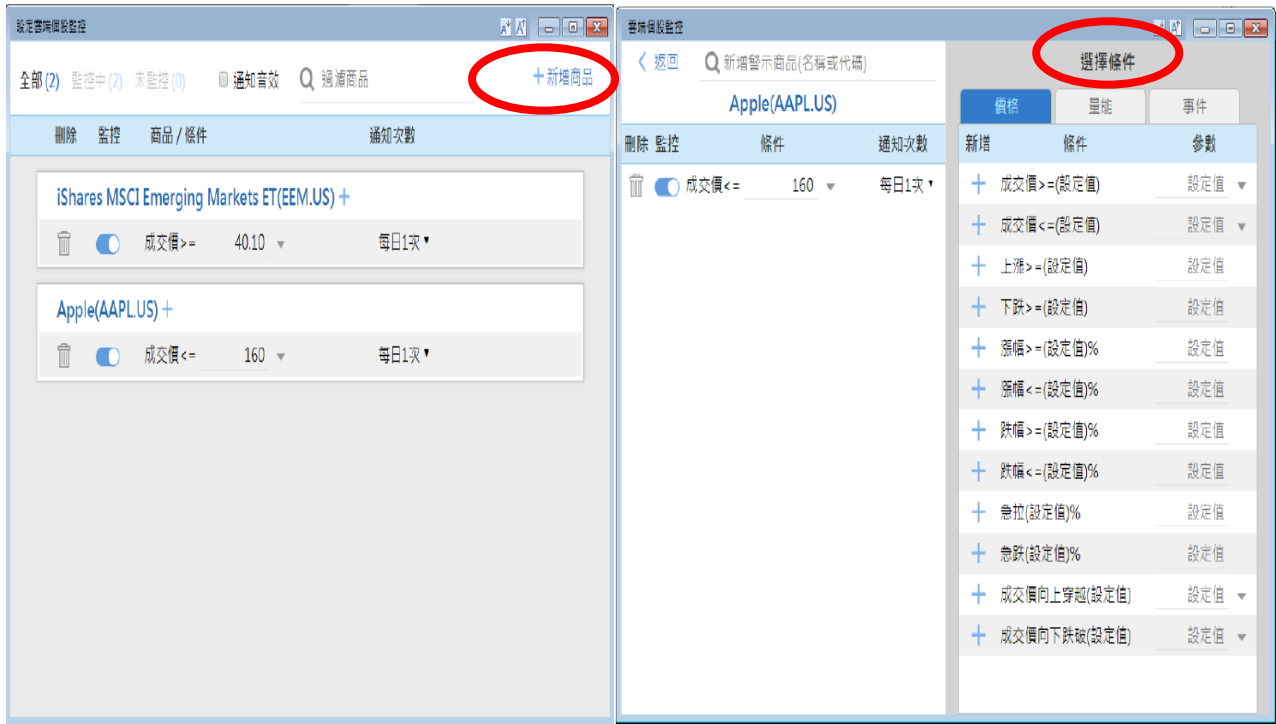 設定雲端個股監控
全部(2) 監控中(2) 未監控(0) 通知音效 過濾商品 +新增商品
刪除 監控 商品 / 條件 通知次數
iShares MSCI Emerging Markets ET(EEM.US) +
成交價>= 40.10 每日1次
Apple(AAPL.US) +
成交價<= 160 每日1次
雲端個股監控
返回 新增警示商品(名稱或代碼)
Apple(AAPL.US)
刪除 監控 條件 通知次數
成交價<= 160 每日1次
選擇條件
價格 量能 事件
新增 條件 參數
+ 成交價>=(設定值) 設定值
+ 成交價<=(設定值) 設定值
+ 上漲>=(設定值) 設定值
+ 下跌>=(設定值) 設定值
+ 漲幅>=(設定值)% 設定值
+ 漲幅<=(設定值)% 設定值
+ 跌幅>=(設定值)% 設定值
+ 跌幅<=(設定值)% 設定值
+ 急拉(設定值)% 設定值
+ 急跌(設定值)% 設定值
+ 成交價向上穿越(設定值) 設定值
+ 成交價向下跌破(設定值) 設定值